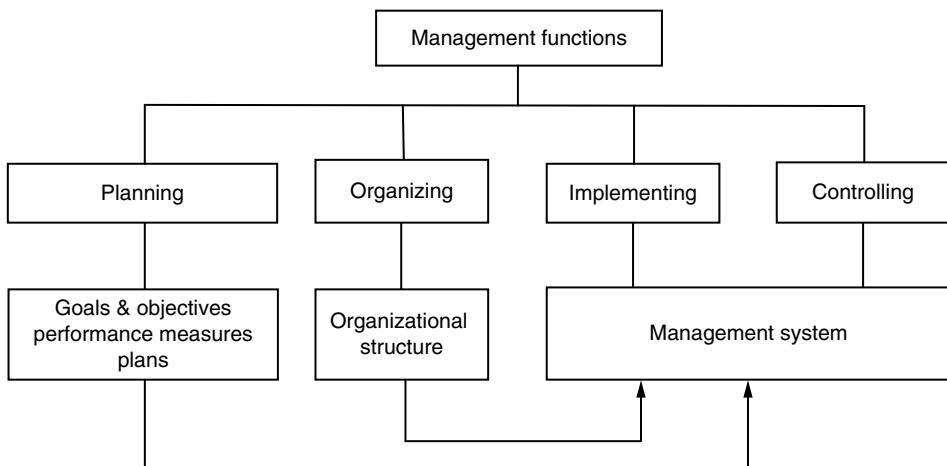 Management functions
Planning
Organizing
Implementing
Controlling
Goals & objectives
performance measures
plans
Organizational
structure
Management system